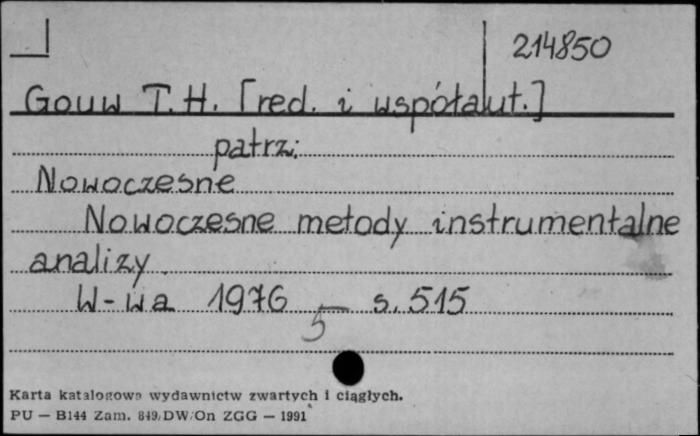 214850
Gouw T.H. [red. i współaut.]
patrz:
Nowoczesne
Nowoczesne metody instrumentalne
analizy
W-wa 1976 s. 515
5
Karta katalogowa wydawnictw zwartych i ciągłych.
PU — B144 Zam. 849/DW/On ZGG — 1991